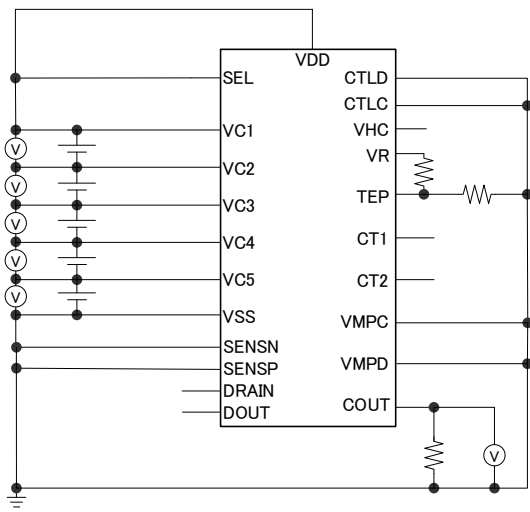 VDD
SEL
VC1
VC2
VC3
VC4
VC5
VSS
SENSN
SENSP
DRAIN
DOUT
CTLD
CTLC
VHC
VR
TEP
CT1
CT2
VMPC
VMPD
COUT
V
V
V
V
V
V